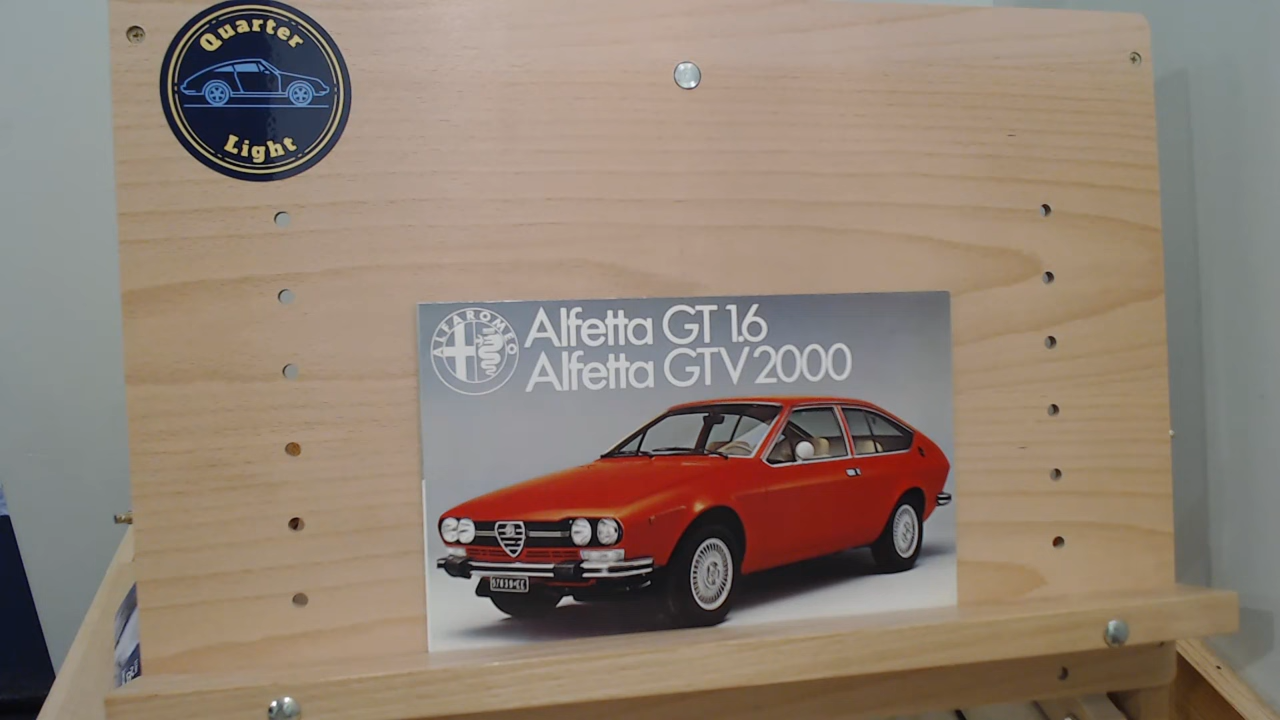 Quarter
Light
ALFA ROMEO
Alfetta GT 1.6
Alfetta GTV 2000